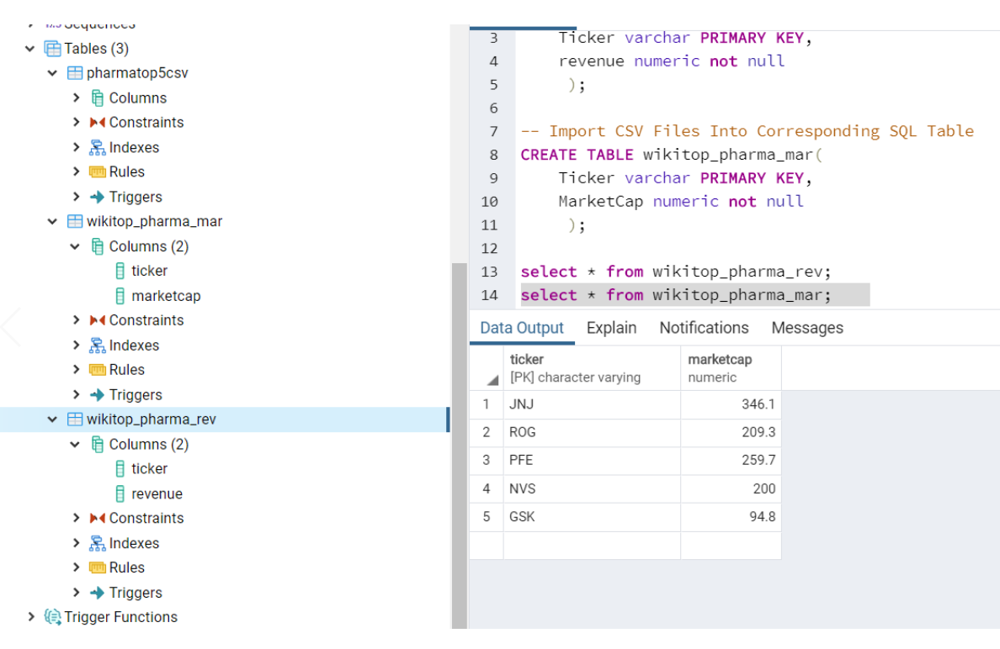 Sequences
Tables (3)
pharmatop5csv
Columns
Constraints
Indexes
Rules
Triggers
wikitop_pharma_mar
Columns (2)
ticker
marketcap
Constraints
Indexes
Rules
Triggers
wikitop_pharma_rev
Columns (2)
ticker
revenue
Constraints
Indexes
Rules
Triggers
Trigger Functions
3 Ticker varchar PRIMARY KEY,
4 revenue numeric not null
5 );
6
7 -- Import CSV Files Into Corresponding SQL Table
8 CREATE TABLE wikitop_pharma_mar(
9 Ticker varchar PRIMARY KEY,
10 MarketCap numeric not null
11 );
12
13 select * from wikitop_pharma_rev;
14 select * from wikitop_pharma_mar;
Data Output Explain Notifications Messages
ticker marketcap
[PK] character varying numeric
1 JNJ 346.1
2 ROG 209.3
3 PFE 259.7
4 NVS 200
5 GSK 94.8